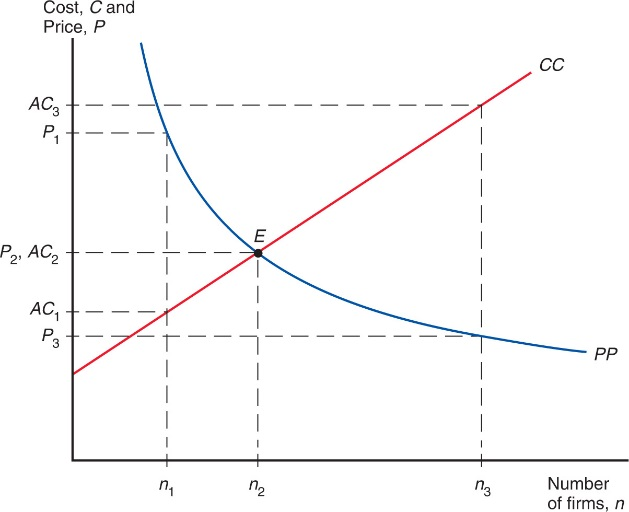 Cost, C and
Price, P
CC
AC₃
P₁
E
P₂, AC₂
AC₁
P₃
PP
n₁
n₂
n₃
Number
of firms, n